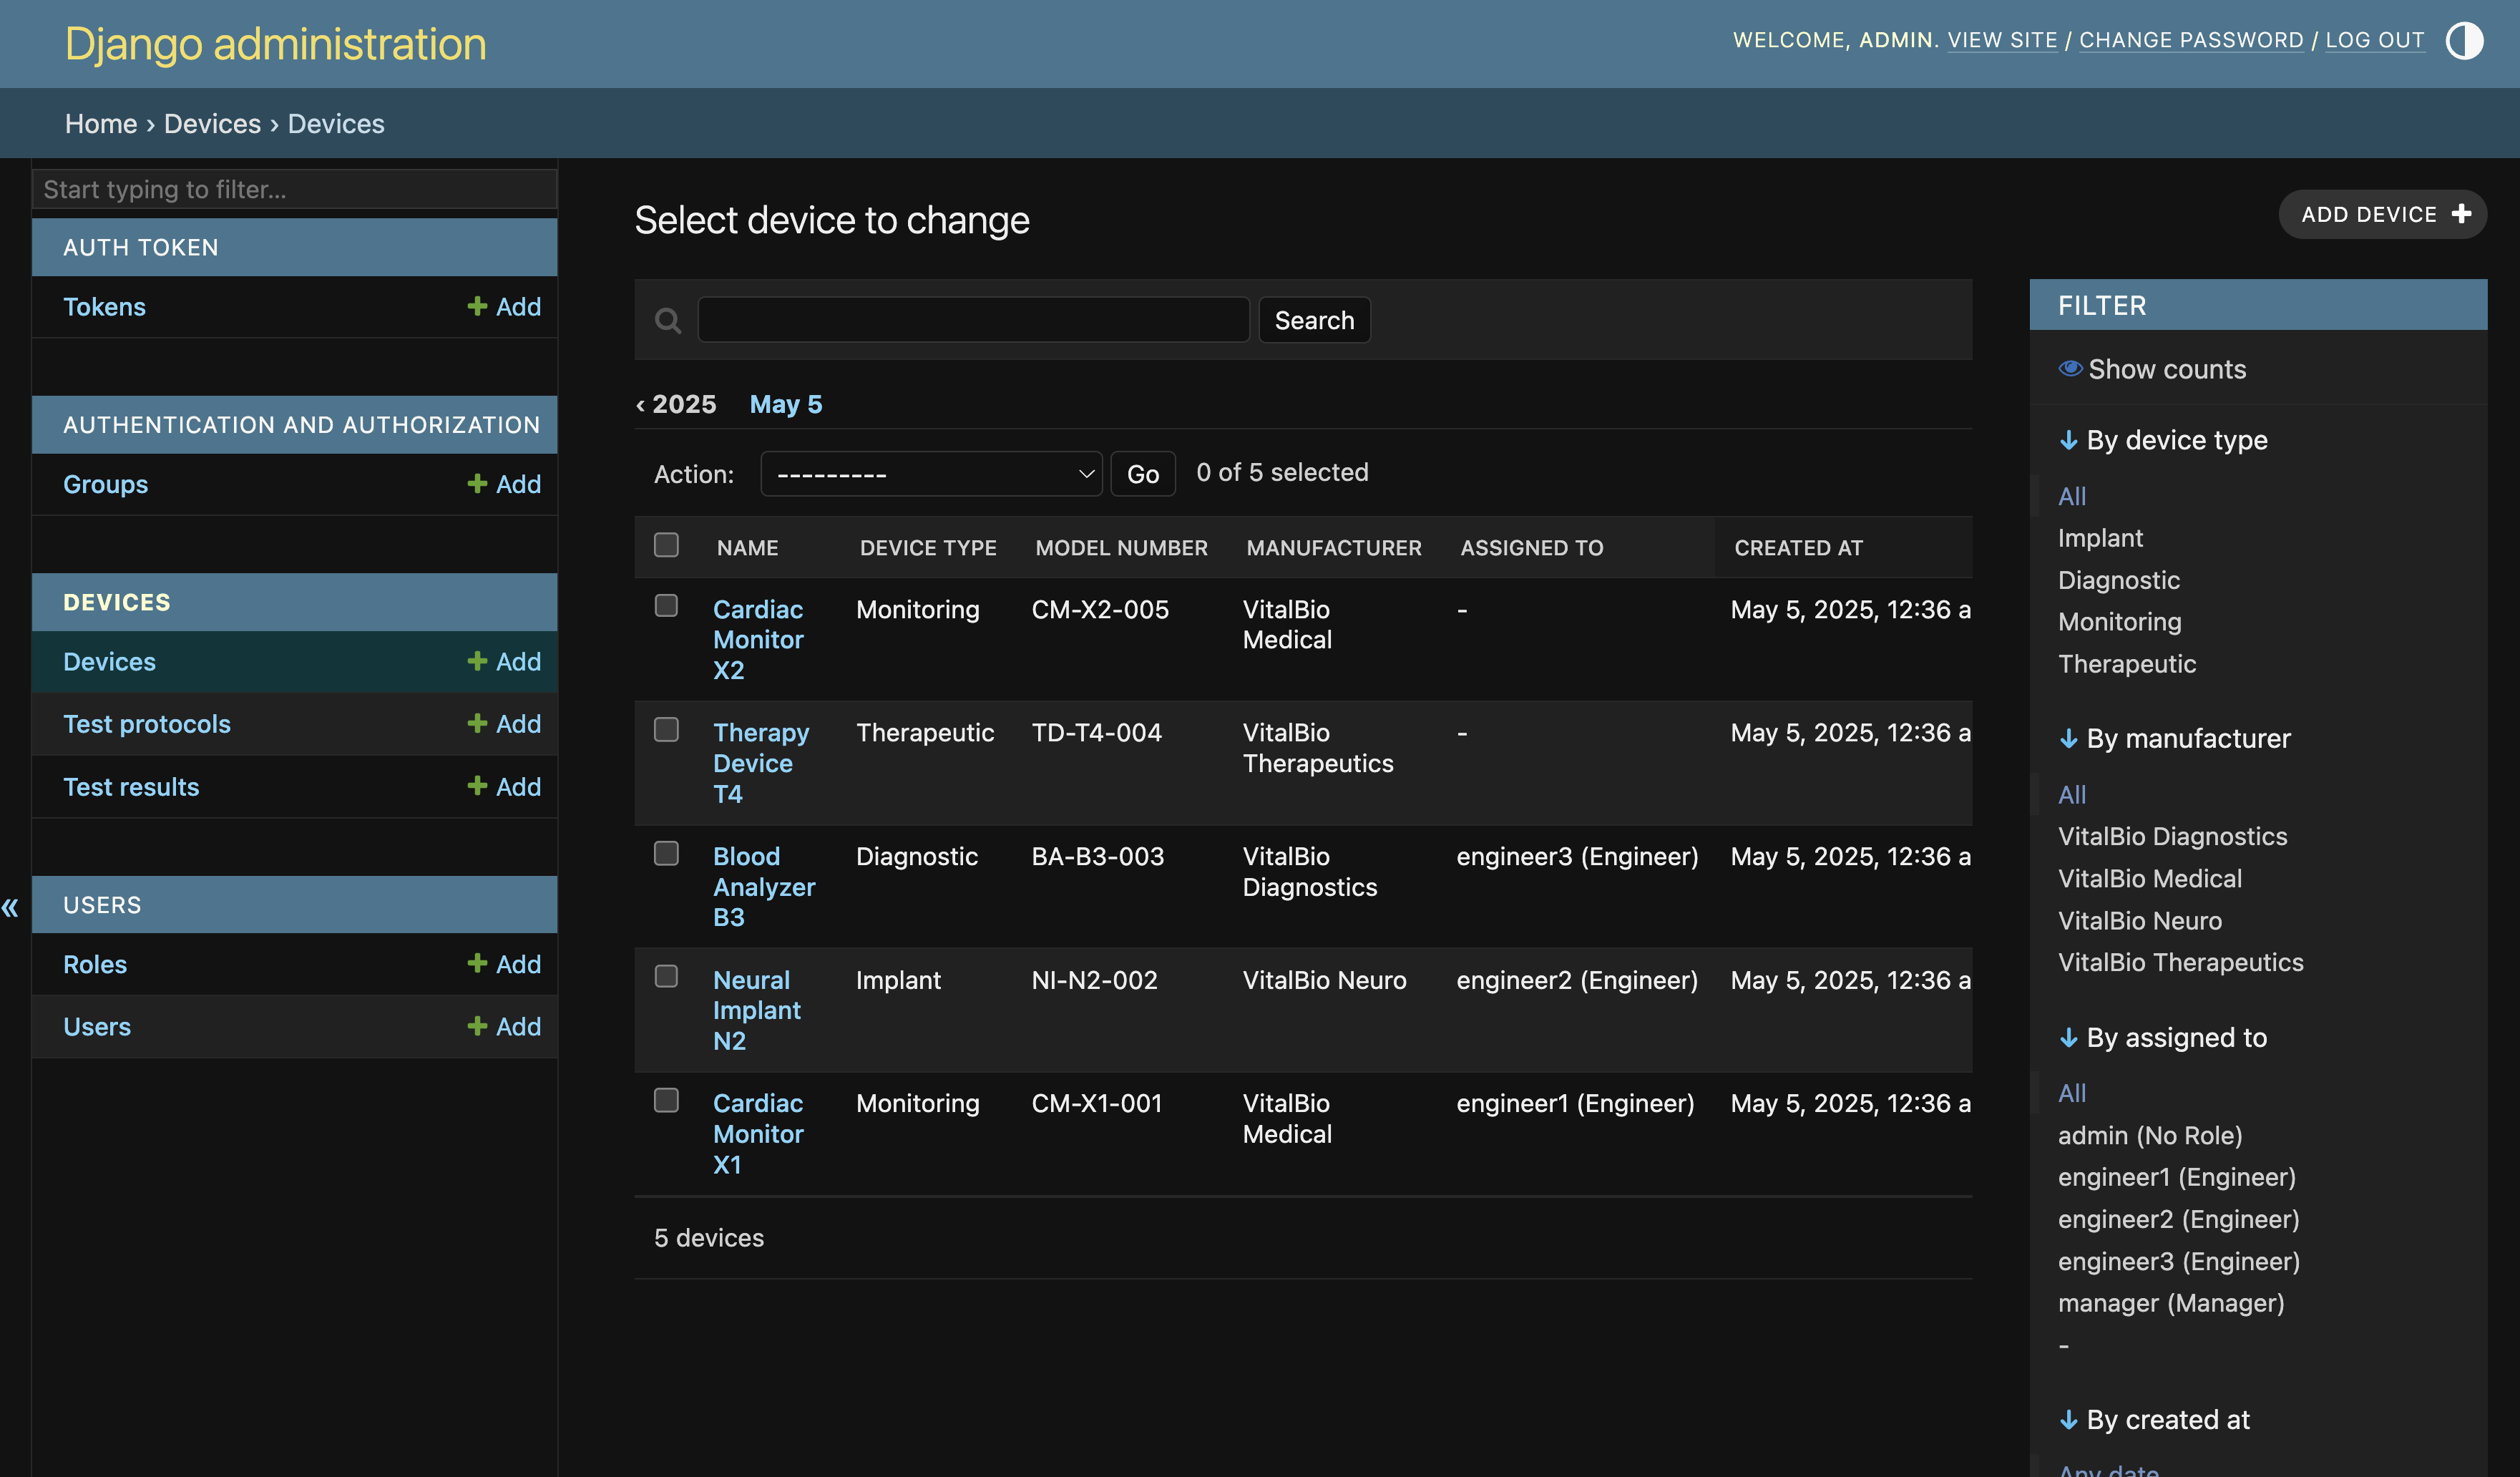 Django administration
WELCOME, ADMIN. VIEW SITE / CHANGE PASSWORD / LOG OUT
Home › Devices › Devices
Start typing to filter...
AUTH TOKEN
Tokens
Add
AUTHENTICATION AND AUTHORIZATION
Groups
Add
DEVICES
Devices
Add
Test protocols
Add
Test results
Add
USERS
Roles
Add
Users
Add
«
Select device to change
ADD DEVICE
Search
‹ 2025 May 5
Action: --------- Go 0 of 5 selected
NAME DEVICE TYPE MODEL NUMBER MANUFACTURER ASSIGNED TO CREATED AT
Cardiac Monitoring CM-X2-005 VitalBio - May 5, 2025, 12:36 a
Monitor Medical
X2
Therapy Therapeutic TD-T4-004 VitalBio - May 5, 2025, 12:36 a
Device Therapeutics
T4
Blood Diagnostic BA-B3-003 VitalBio engineer3 (Engineer) May 5, 2025, 12:36 a
Analyzer Diagnostics
B3
Neural Implant NI-N2-002 VitalBio Neuro engineer2 (Engineer) May 5, 2025, 12:36 a
Implant
N2
Cardiac Monitoring CM-X1-001 VitalBio engineer1 (Engineer) May 5, 2025, 12:36 a
Monitor Medical
X1
5 devices
FILTER
Show counts
By device type
All
Implant
Diagnostic
Monitoring
Therapeutic
By manufacturer
All
VitalBio Diagnostics
VitalBio Medical
VitalBio Neuro
VitalBio Therapeutics
By assigned to
All
admin (No Role)
engineer1 (Engineer)
engineer2 (Engineer)
engineer3 (Engineer)
manager (Manager)
-
By created at
Any date